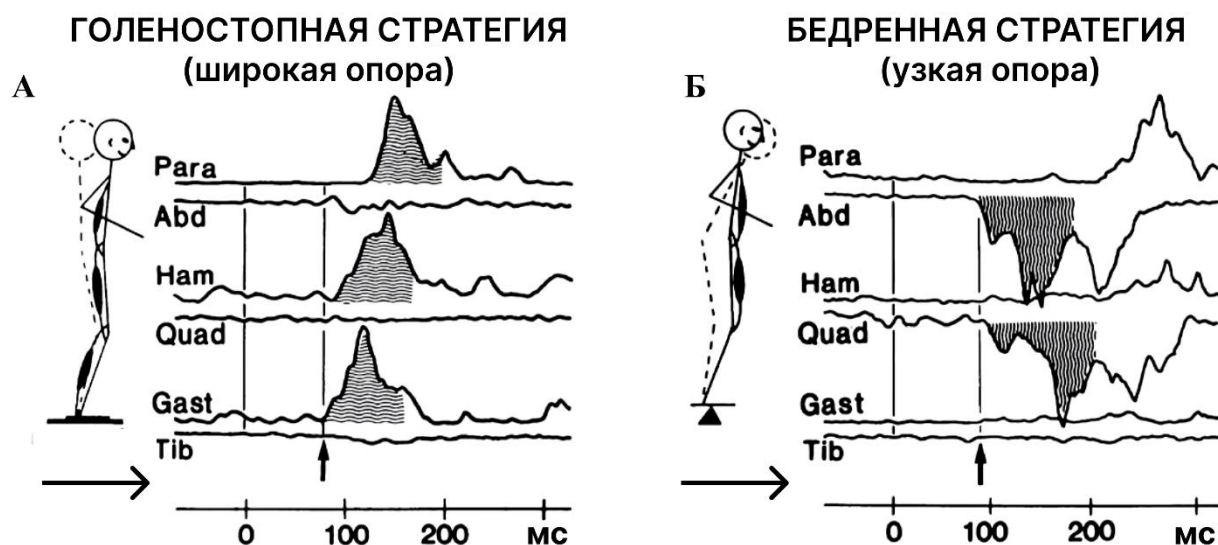 ГОЛЕНОСТОПНАЯ СТРАТЕГИЯ
(широкая опора)
А
Para
Abd
Ham
Quad
Gast
Tib
0 100 200 мс
БЕДРЕННАЯ СТРАТЕГИЯ
(узкая опора)
Б
Para
Abd
Ham
Quad
Gast
Tib
0 100 200 мс